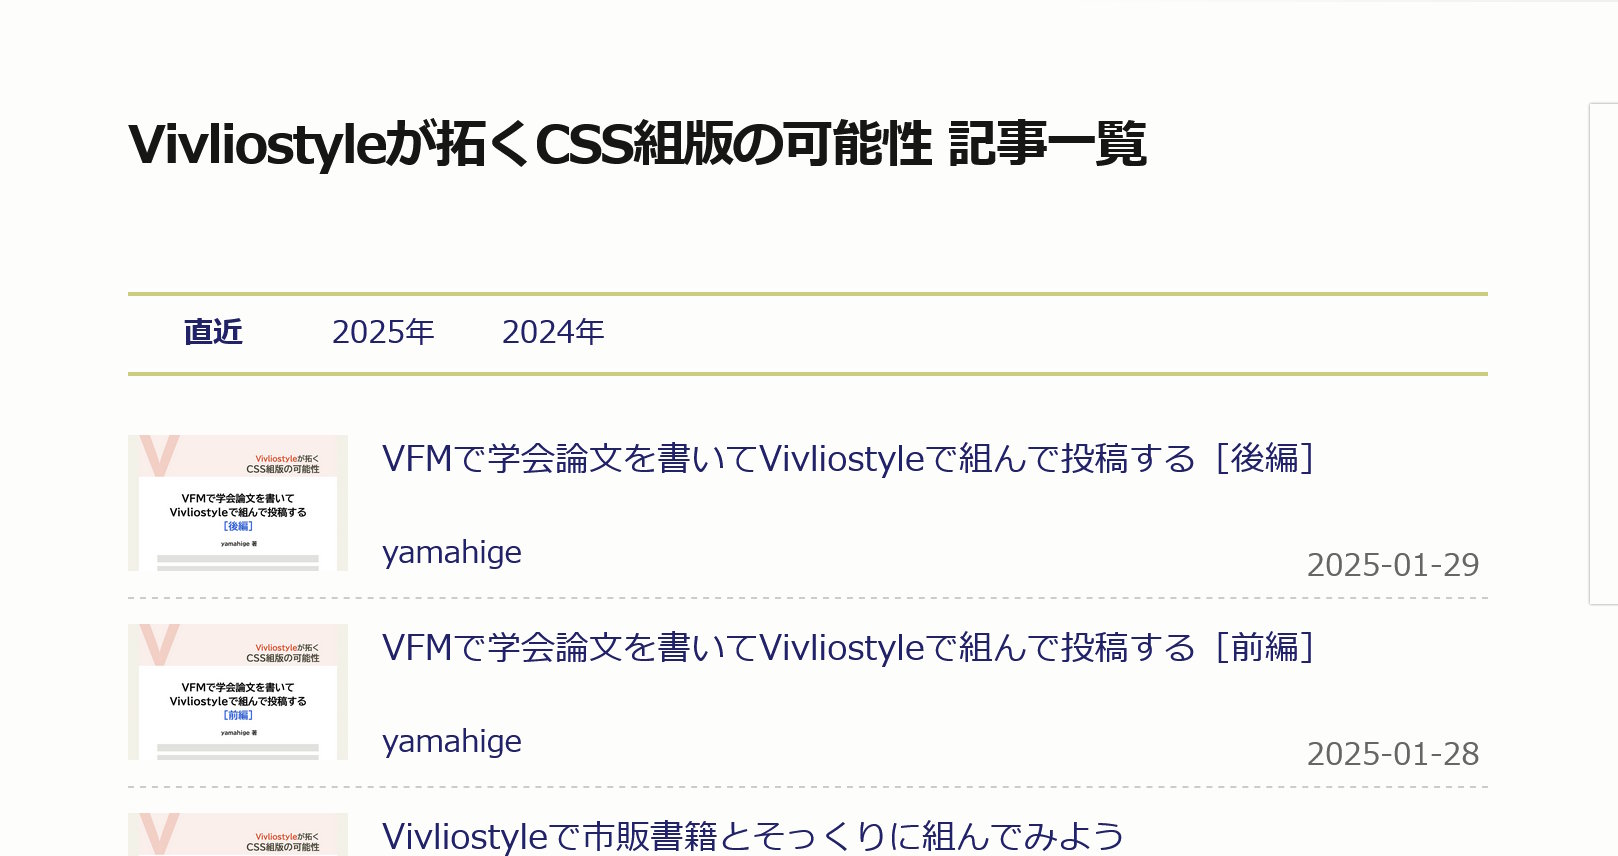 Vivliostyleが拓くCSS組版の可能性 記事一覧
直近 2025年 2024年
Vivliostyleが拓く
CSS組版の可能性
VFMで学会論文を書いて
Vivliostyleで組んで投稿する
［後編］
yamahige 著
VFMで学会論文を書いてVivliostyleで組んで投稿する［後編］
yamahige
2025-01-29
Vivliostyleが拓く
CSS組版の可能性
VFMで学会論文を書いて
Vivliostyleで組んで投稿する
［前編］
yamahige 著
VFMで学会論文を書いてVivliostyleで組んで投稿する［前編］
yamahige
2025-01-28
Vivliostyleが拓く
CSS組版の可能性
Vivliostyleで市販書籍とそっくりに組んでみよう